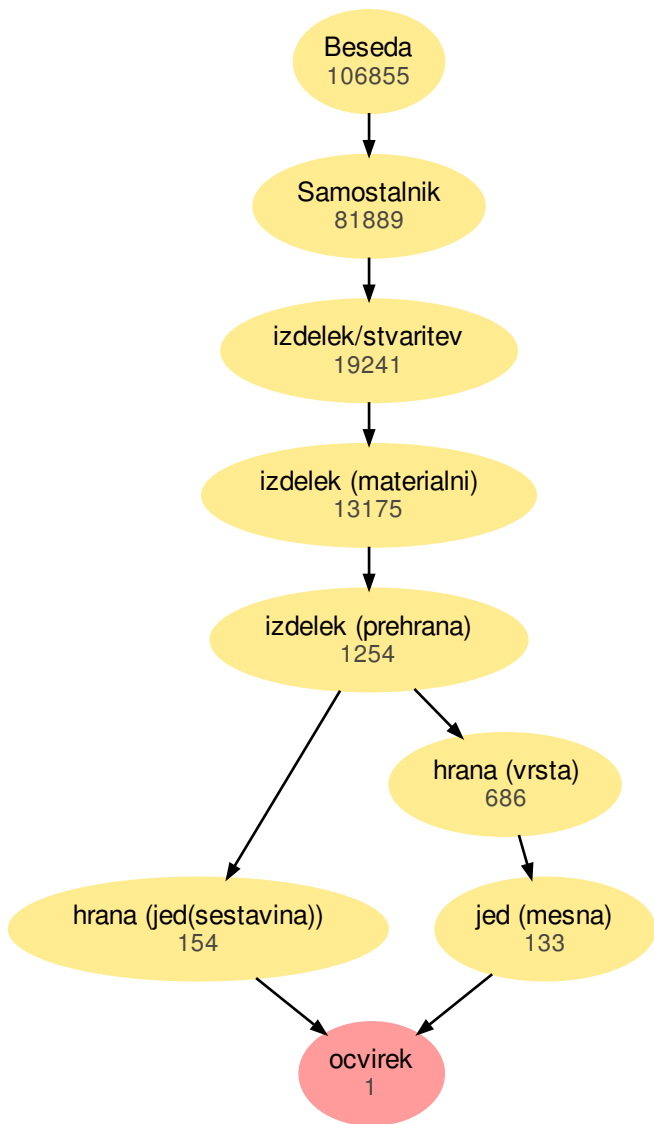 Beseda
106855
Samostalnik
81889
izdelek/stvaritev
19241
izdelek (materialni)
13175
izdelek (prehrana)
1254
hrana (vrsta)
686
hrana (jed(sestavina))
154
jed (mesna)
133
ocvirek
1